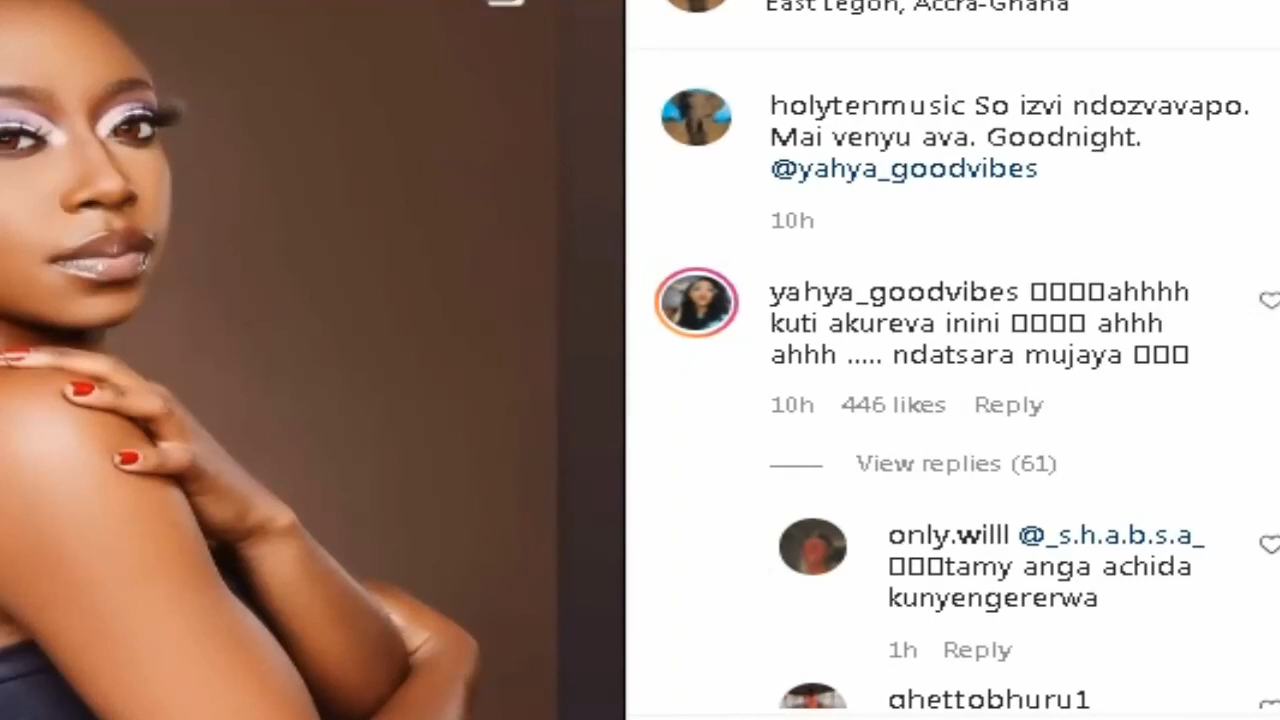 East Legon, Accra-Ghana
holytenmusic So izvi ndozvavapo.
Mai venyu ava. Goodnight.
@yahya_goodvibes
10h
yahya_goodvibes ahhhh
kuti akureva inini ahhh
ahhh ..... ndatsara mujaya
10h 446 likes Reply
View replies (61)
only.willl @_s.h.a.b.s.a_
tamy anga achida
kunyengererwa
1h Reply
ghettobhuru1